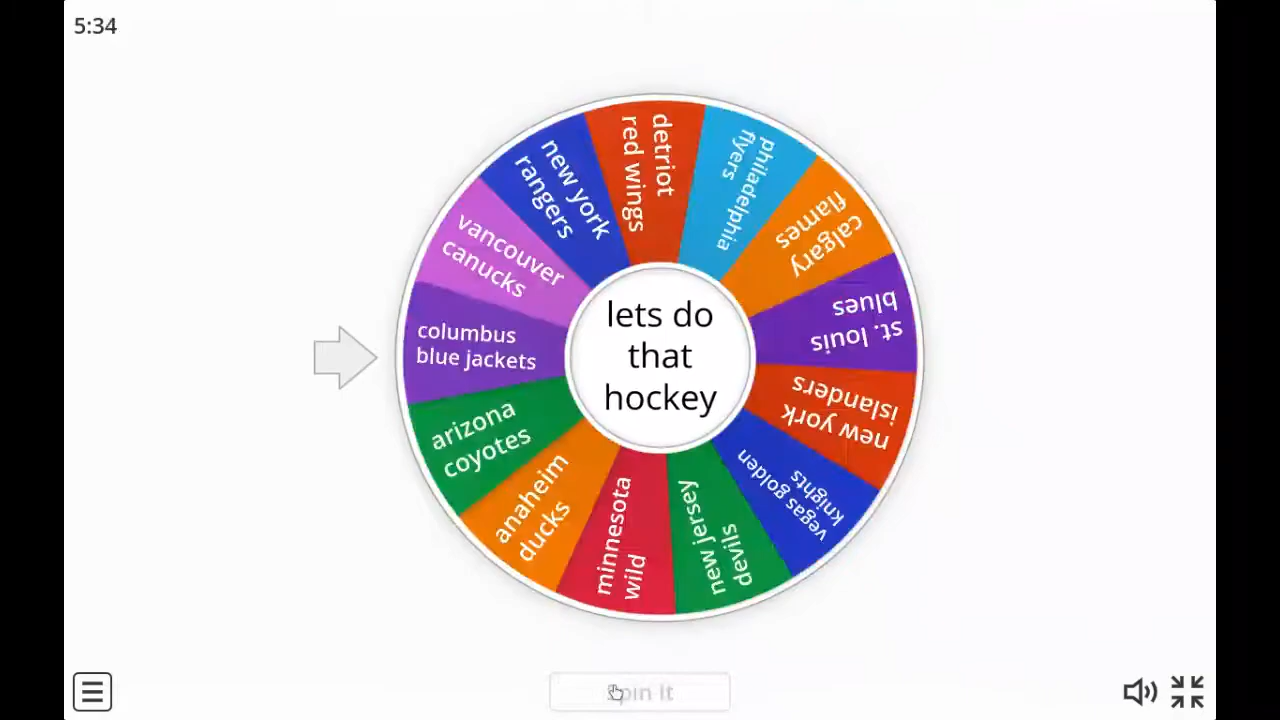 5:34
detriot
red wings
philadelphia
flyers
calgary
flames
st. louis
blues
new york
islanders
vegas golden
knights
new jersey
devils
minnesota
wild
anaheim
ducks
arizona
coyotes
columbus
blue jackets
vancouver
canucks
new york
rangers
lets do
that
hockey
Spin It